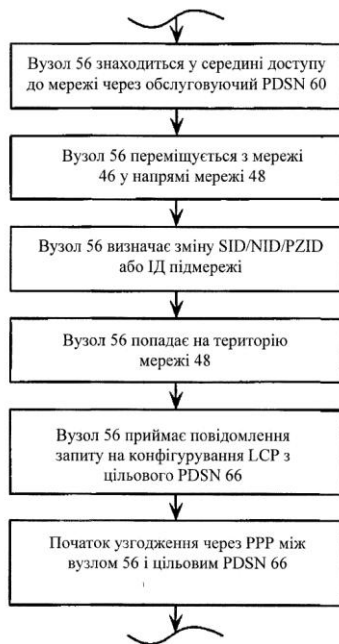 Вузол 56 знаходиться у середині доступу
до мережі через обслуговуючий PDSN 60
Вузол 56 переміщується з мережі
46 у напрямі мережі 48
Вузол 56 визначає зміну SID/NID/PZID
або ІД підмережі
Вузол 56 попадає на територію
мережі 48
Вузол 56 приймає повідомлення
запиту на конфігурування LCP з
цільового PDSN 66
Початок узгодження через PPP між
вузлом 56 і цільовим PDSN 66